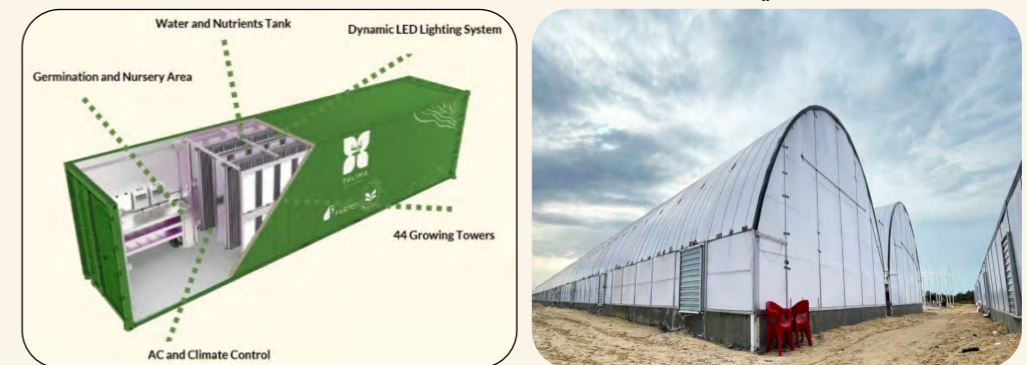 Water and Nutrients Tank
Dynamic LED Lighting System
Germination and Nursery Area
TULIMA
44 Growing Towers
AC and Climate Control